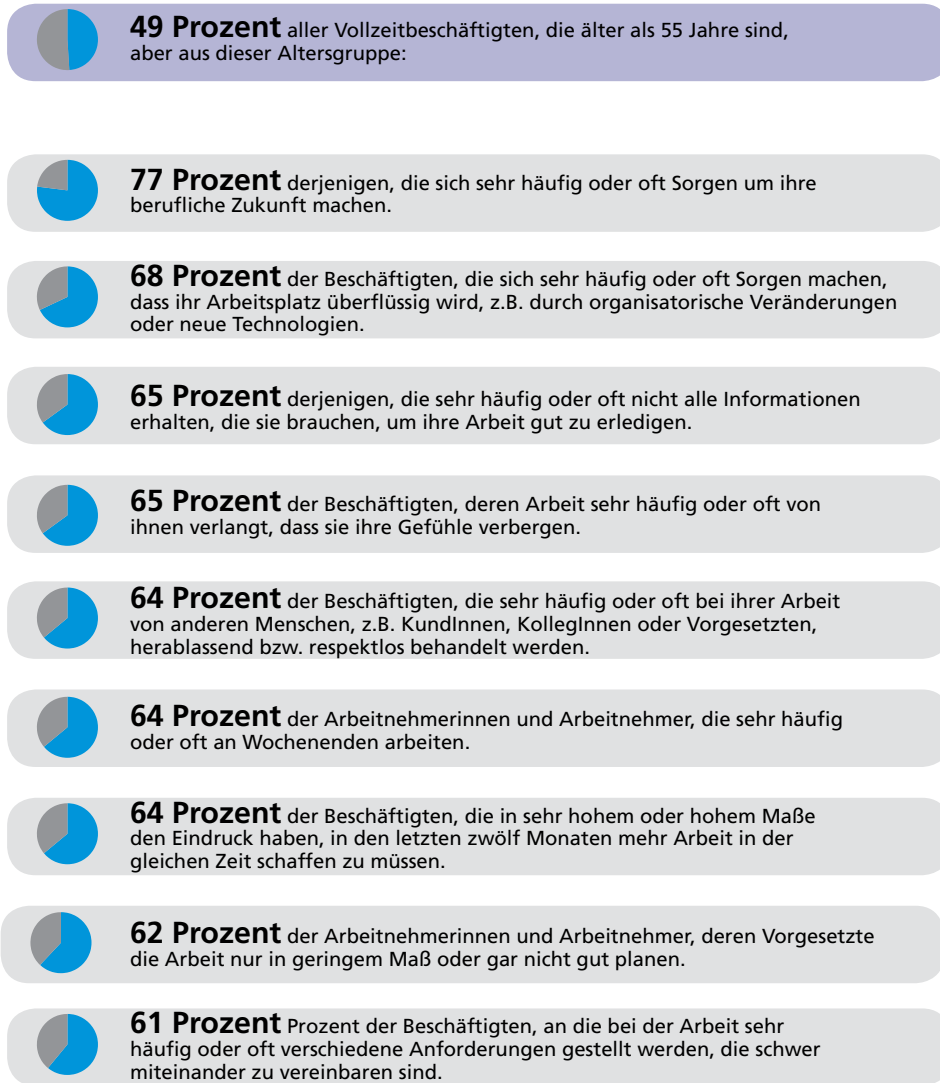 49 Prozent aller Vollzeitbeschäftigten, die älter als 55 Jahre sind,
aber aus dieser Altersgruppe:
77 Prozent derjenigen, die sich sehr häufig oder oft Sorgen um ihre
berufliche Zukunft machen.
68 Prozent der Beschäftigten, die sich sehr häufig oder oft Sorgen machen,
dass ihr Arbeitsplatz überflüssig wird, z.B. durch organisatorische Veränderungen
oder neue Technologien.
65 Prozent derjenigen, die sehr häufig oder oft nicht alle Informationen
erhalten, die sie brauchen, um ihre Arbeit gut zu erledigen.
65 Prozent der Beschäftigten, deren Arbeit sehr häufig oder oft von
ihnen verlangt, dass sie ihre Gefühle verbergen.
64 Prozent der Beschäftigten, die sehr häufig oder oft bei ihrer Arbeit
von anderen Menschen, z.B. KundInnen, KollegInnen oder Vorgesetzten,
herablassend bzw. respektlos behandelt werden.
64 Prozent der Arbeitnehmerinnen und Arbeitnehmer, die sehr häufig
oder oft an Wochenenden arbeiten.
64 Prozent der Beschäftigten, die in sehr hohem oder hohem Maße
den Eindruck haben, in den letzten zwölf Monaten mehr Arbeit in der
gleichen Zeit schaffen zu müssen.
62 Prozent der Arbeitnehmerinnen und Arbeitnehmer, deren Vorgesetzte
die Arbeit nur in geringem Maß oder gar nicht gut planen.
61 Prozent Prozent der Beschäftigten, an die bei der Arbeit sehr
häufig oder oft verschiedene Anforderungen gestellt werden, die schwer
miteinander zu vereinbaren sind.